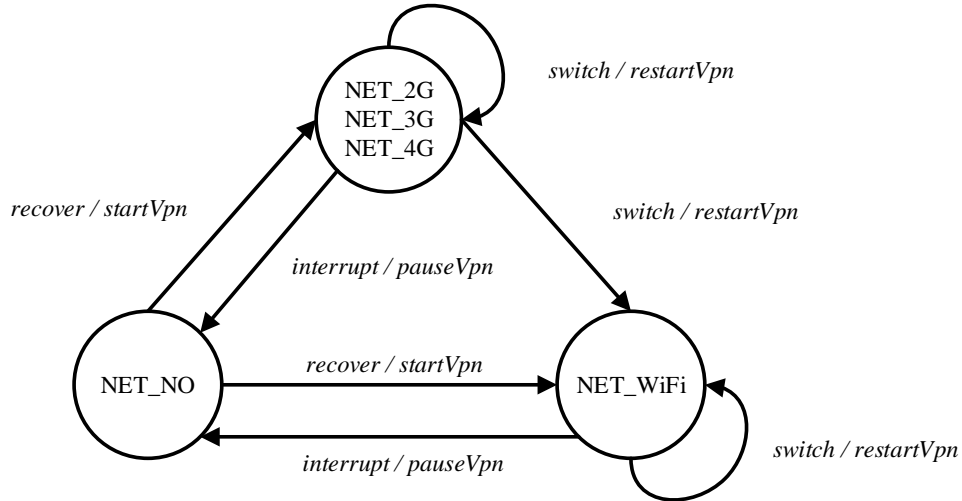 switch / restartVpn
NET_2G
NET_3G
NET_4G
recover / startVpn
switch / restartVpn
interrupt / pauseVpn
recover / startVpn
NET_NO
NET_WiFi
interrupt / pauseVpn
switch / restartVpn